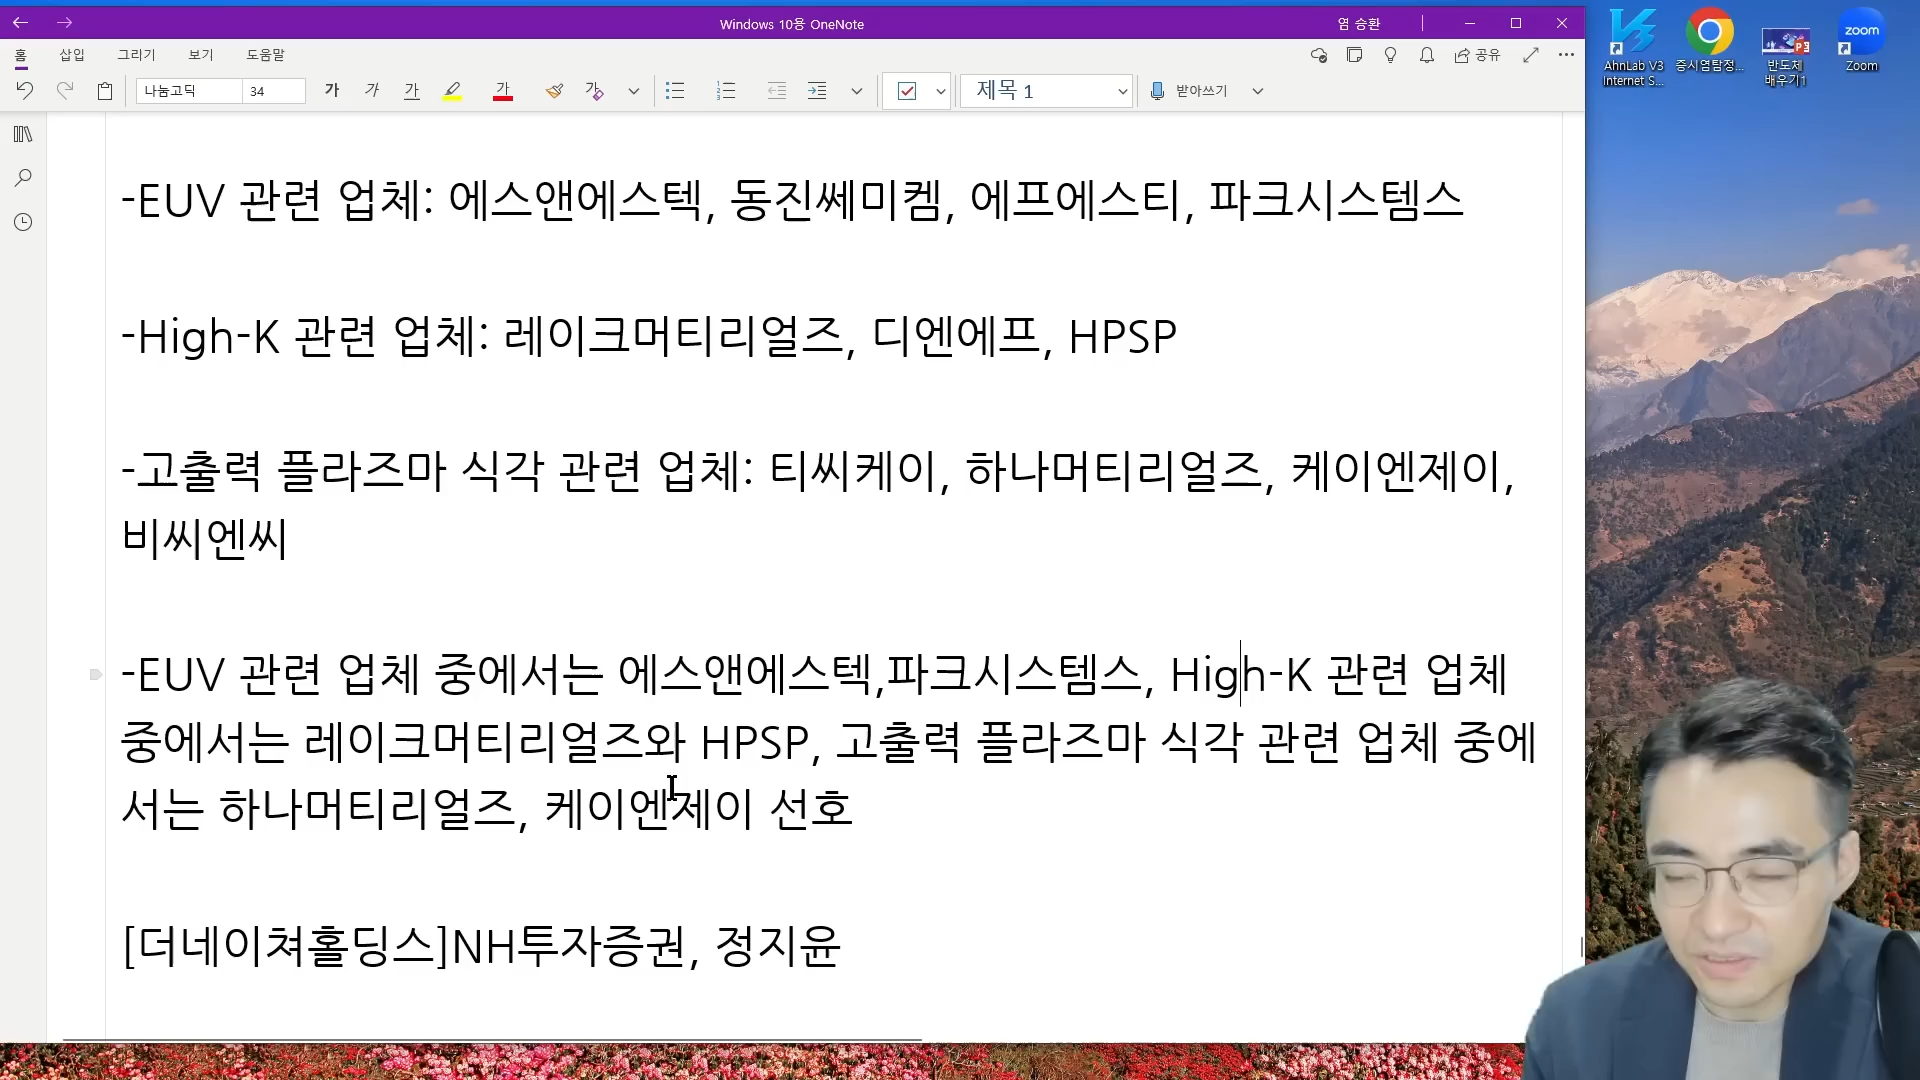 Windows 10용 OneNote
염 승환
홈 삽입 그리기 보기 도움말
공유
나눔고딕 34 가 가 가 가 가 제목 1 받아쓰기
-EUV 관련 업체: 에스앤에스텍, 동진쎄미켐, 에프에스티, 파크시스템스
-High-K 관련 업체: 레이크머티리얼즈, 디엔에프, HPSP
-고출력 플라즈마 식각 관련 업체: 티씨케이, 하나머티리얼즈, 케이엔제이,
비씨엔씨
-EUV 관련 업체 중에서는 에스앤에스텍,파크시스템스, High-K 관련 업체
중에서는 레이크머티리얼즈와 HPSP, 고출력 플라즈마 식각 관련 업체 중에
서는 하나머티리얼즈, 케이엔제이 선호
[더네이쳐홀딩스]NH투자증권, 정지윤
AhnLab V3
Internet S...
증시염탐정...
반도체
배우기1
zoom
Zoom